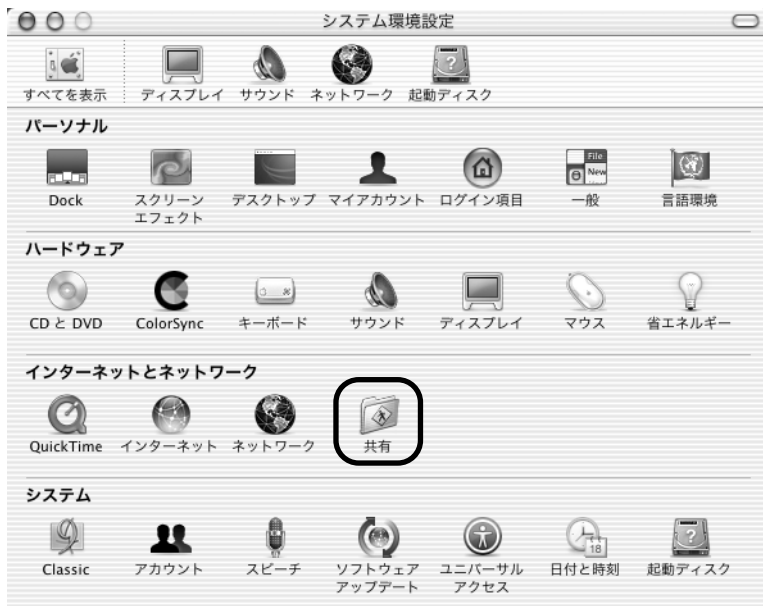 システム環境設定
すべてを表示 ディスプレイ サウンド ネットワーク 起動ディスク
パーソナル
File
New
Dock スクリーン デスクトップ マイアカウント ログイン項目 一般 言語環境
エフェクト
ハードウェア
CD と DVD ColorSync キーボード サウンド ディスプレイ マウス 省エネルギー
インターネットとネットワーク
QuickTime インターネット ネットワーク 共有
システム
18
Classic アカウント スピーチ ソフトウェア ユニバーサル 日付と時刻 起動ディスク
アップデート アクセス